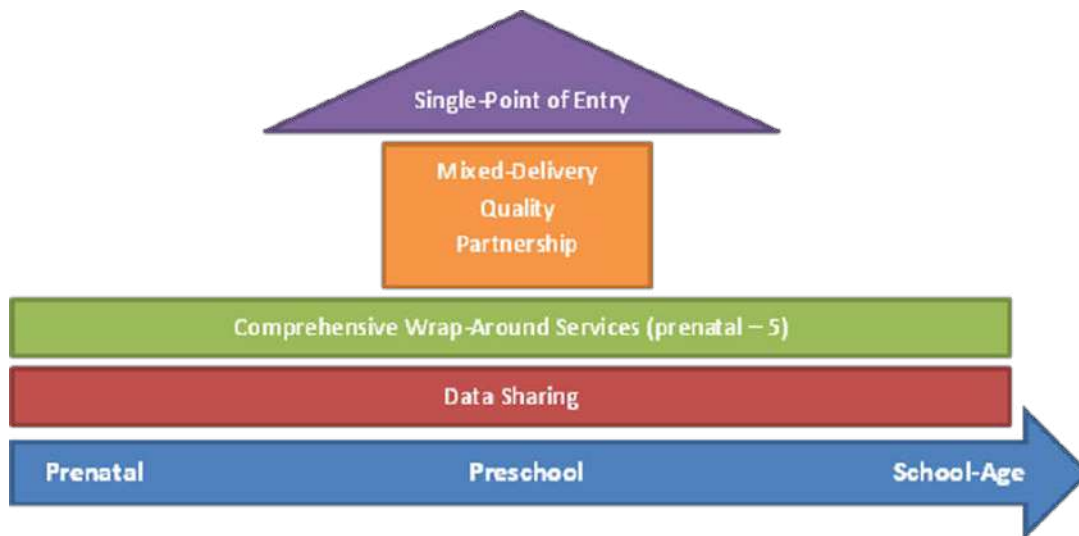 Single-Point of Entry
Mixed-Delivery
Quality
Partnership
Comprehensive Wrap-Around Services (prenatal – 5)
Data Sharing
Prenatal Preschool School-Age